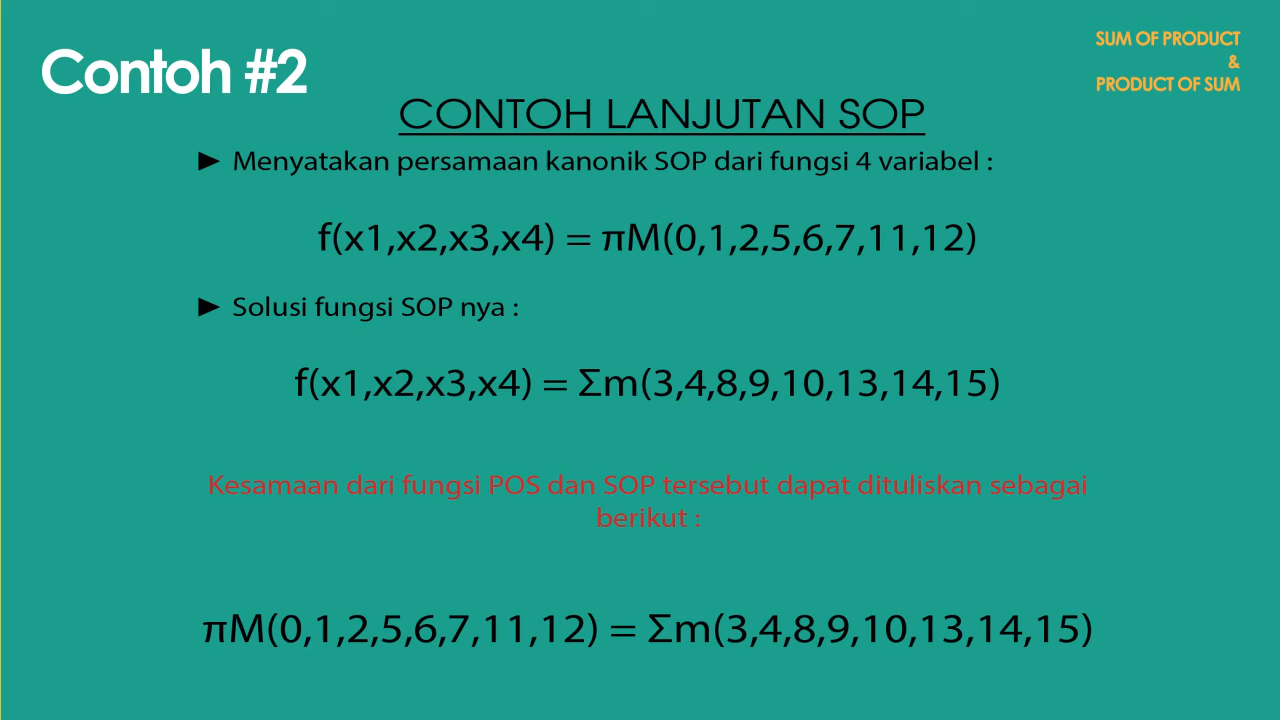 Contoh #2
SUM OF PRODUCT
&
PRODUCT OF SUM
CONTOH LANJUTAN SOP
► Menyatakan persamaan kanonik SOP dari fungsi 4 variabel :
f(x1,x2,x3,x4) = πM(0,1,2,5,6,7,11,12)
► Solusi fungsi SOP nya :
f(x1,x2,x3,x4) = Σm(3,4,8,9,10,13,14,15)
Kesamaan dari fungsi POS dan SOP tersebut dapat dituliskan sebagai
berikut :
πM(0,1,2,5,6,7,11,12) = Σm(3,4,8,9,10,13,14,15)